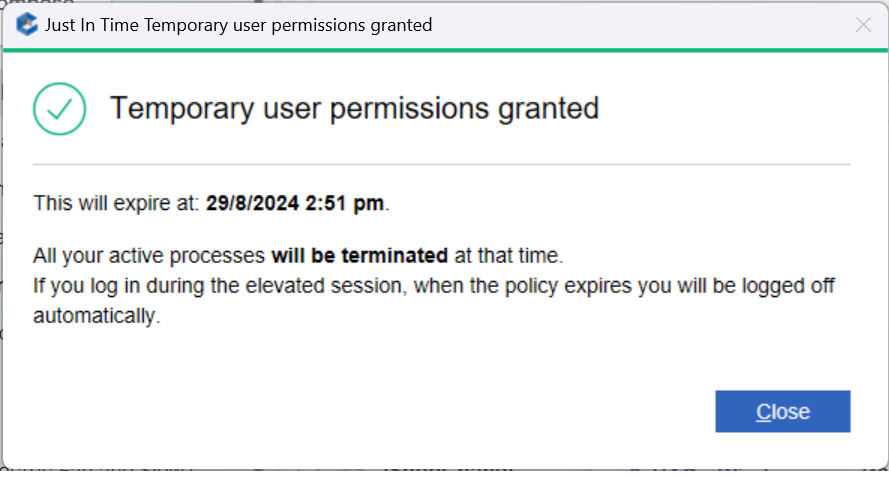 Just In Time Temporary user permissions granted
Temporary user permissions granted
This will expire at: 29/8/2024 2:51 pm.
All your active processes will be terminated at that time.
If you log in during the elevated session, when the policy expires you will be logged off
automatically.
Close